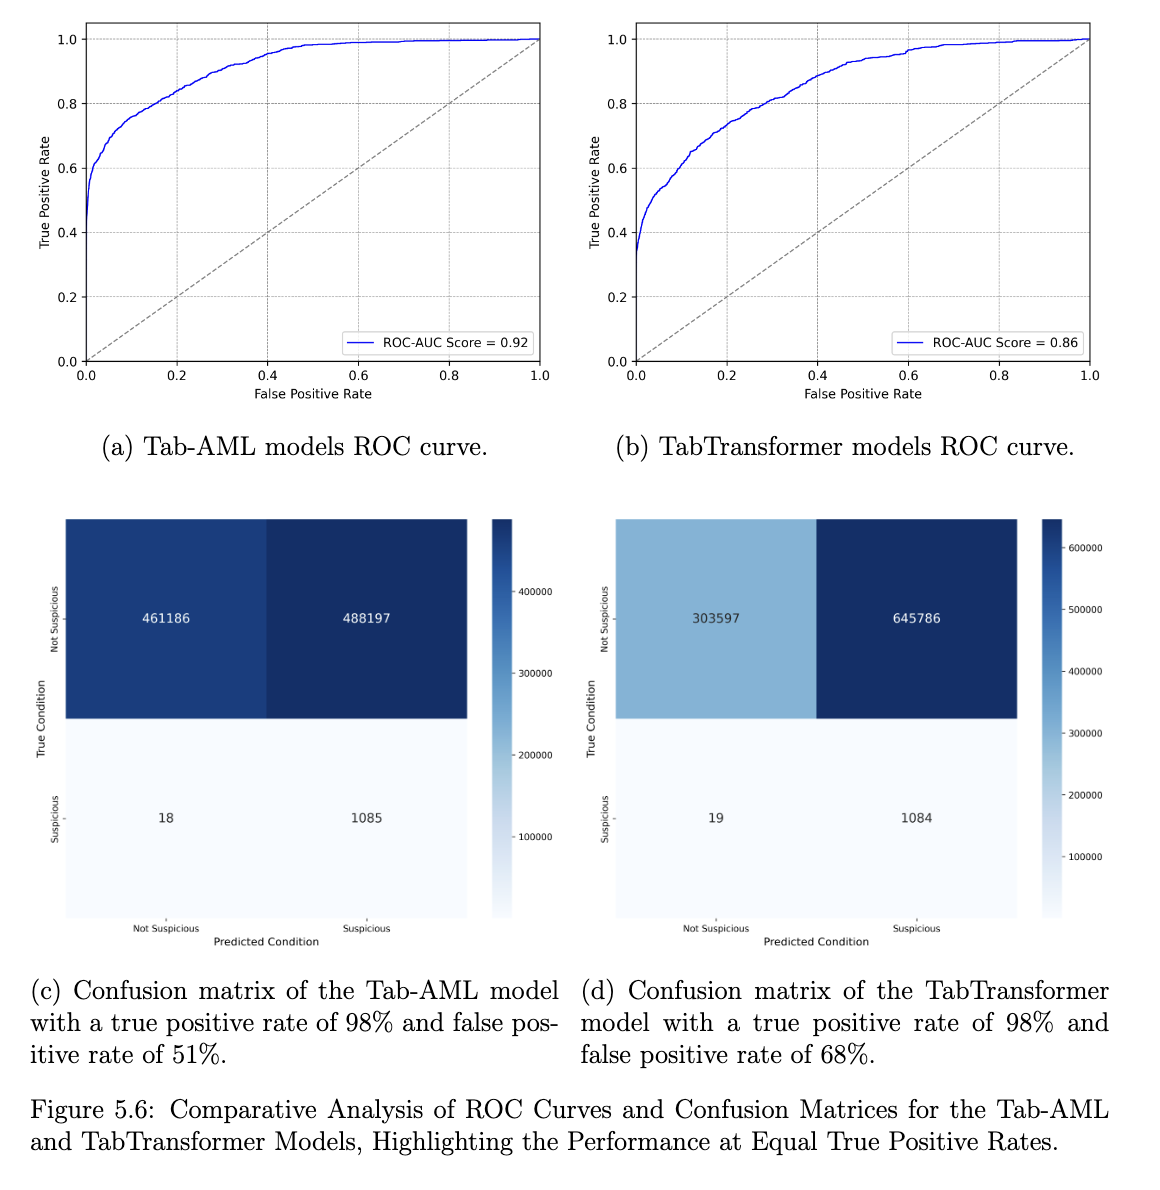 1.0
0.8
0.6
0.4
0.2
0.0
True Positive Rate
0.0 0.2 0.4 0.6 0.8 1.0
False Positive Rate
ROC-AUC Score = 0.92
(a) Tab-AML models ROC curve.
1.0
0.8
0.6
0.4
0.2
0.0
True Positive Rate
0.0 0.2 0.4 0.6 0.8 1.0
False Positive Rate
ROC-AUC Score = 0.86
(b) TabTransformer models ROC curve.
True Condition
Not Suspicious
Suspicious
461186 488197
18 1085
Not Suspicious Suspicious
Predicted Condition
400000
300000
200000
100000
True Condition
Not Suspicious
Suspicious
303597 645786
19 1084
Not Suspicious Suspicious
Predicted Condition
600000
500000
400000
300000
200000
100000
(c) Confusion matrix of the Tab-AML model
with a true positive rate of 98% and false pos-
itive rate of 51%.
(d) Confusion matrix of the TabTransformer
model with a true positive rate of 98% and
false positive rate of 68%.
Figure 5.6: Comparative Analysis of ROC Curves and Confusion Matrices for the Tab-AML
and TabTransformer Models, Highlighting the Performance at Equal True Positive Rates.